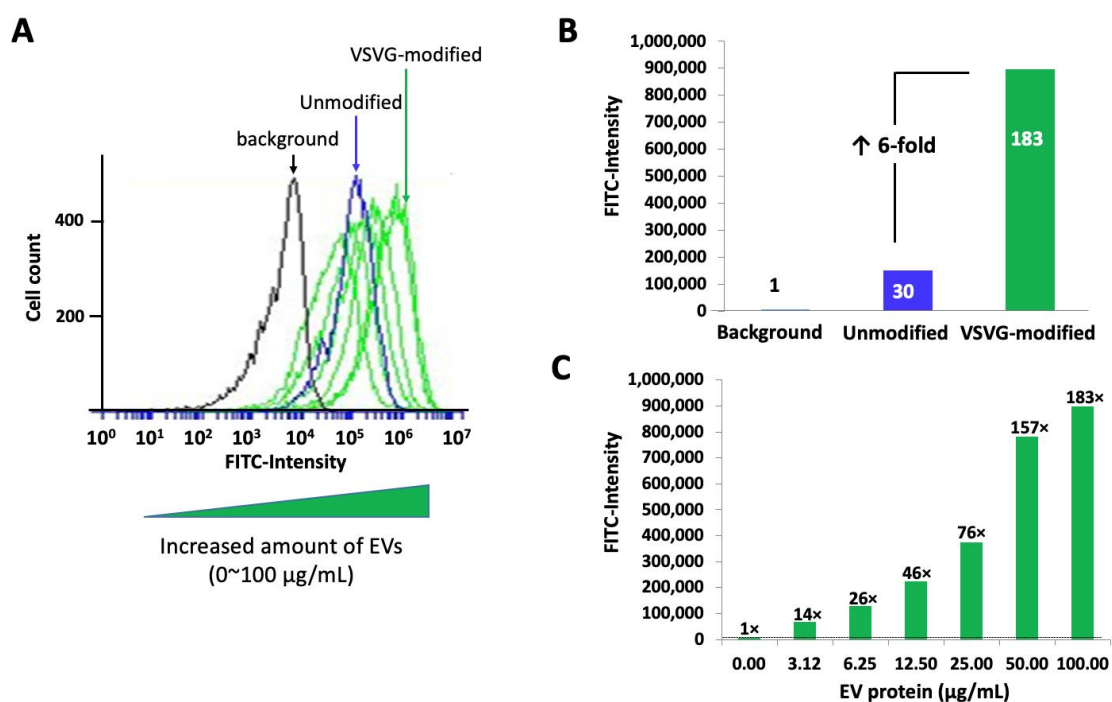 A
VSVG-modified
Unmodified
background
400
200
Cell count
10⁰ 10¹ 10² 10³ 10⁴ 10⁵ 10⁶ 10⁷
FITC-Intensity
Increased amount of EVs
(0~100 µg/mL)
B
1,000,000
900,000
800,000
700,000
600,000
500,000
400,000
300,000
200,000
100,000
0
FITC-Intensity
↑ 6-fold
1
30
183
Background Unmodified VSVG-modified
C
1,000,000
900,000
800,000
700,000
600,000
500,000
400,000
300,000
200,000
100,000
0
FITC-Intensity
1×
14×
26×
46×
76×
157×
183×
0.00 3.12 6.25 12.50 25.00 50.00 100.00
EV protein (µg/mL)